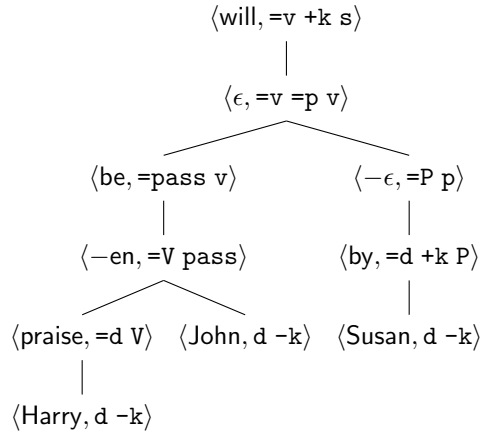 ⟨will, =v +k s⟩
⟨ϵ, =v =p v⟩
⟨be, =pass v⟩ ⟨−ϵ, =P p⟩
⟨−en, =V pass⟩ ⟨by, =d +k P⟩
⟨praise, =d V⟩ ⟨John, d −k⟩ ⟨Susan, d −k⟩
⟨Harry, d −k⟩